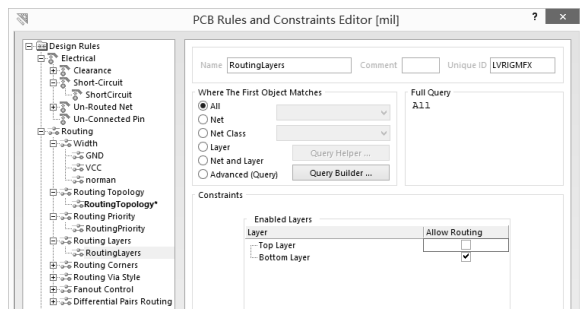 PCB Rules and Constraints Editor [mil]
? ×
Design Rules
Electrical
Clearance
Short-Circuit
ShortCircuit
Un-Routed Net
Un-Connected Pin
Routing
Width
GND
VCC
norman
Routing Topology
RoutingTopology*
Routing Priority
RoutingPriority
Routing Layers
RoutingLayers
Routing Corners
Routing Via Style
Fanout Control
Differential Pairs Routing
Name RoutingLayers Comment Unique ID LVRIGMFX
Where The First Object Matches
All
Net
Net Class
Layer
Net and Layer
Advanced (Query)
Query Helper ...
Query Builder ...
Full Query
All
Constraints
Enabled Layers
Layer Allow Routing
Top Layer
Bottom Layer